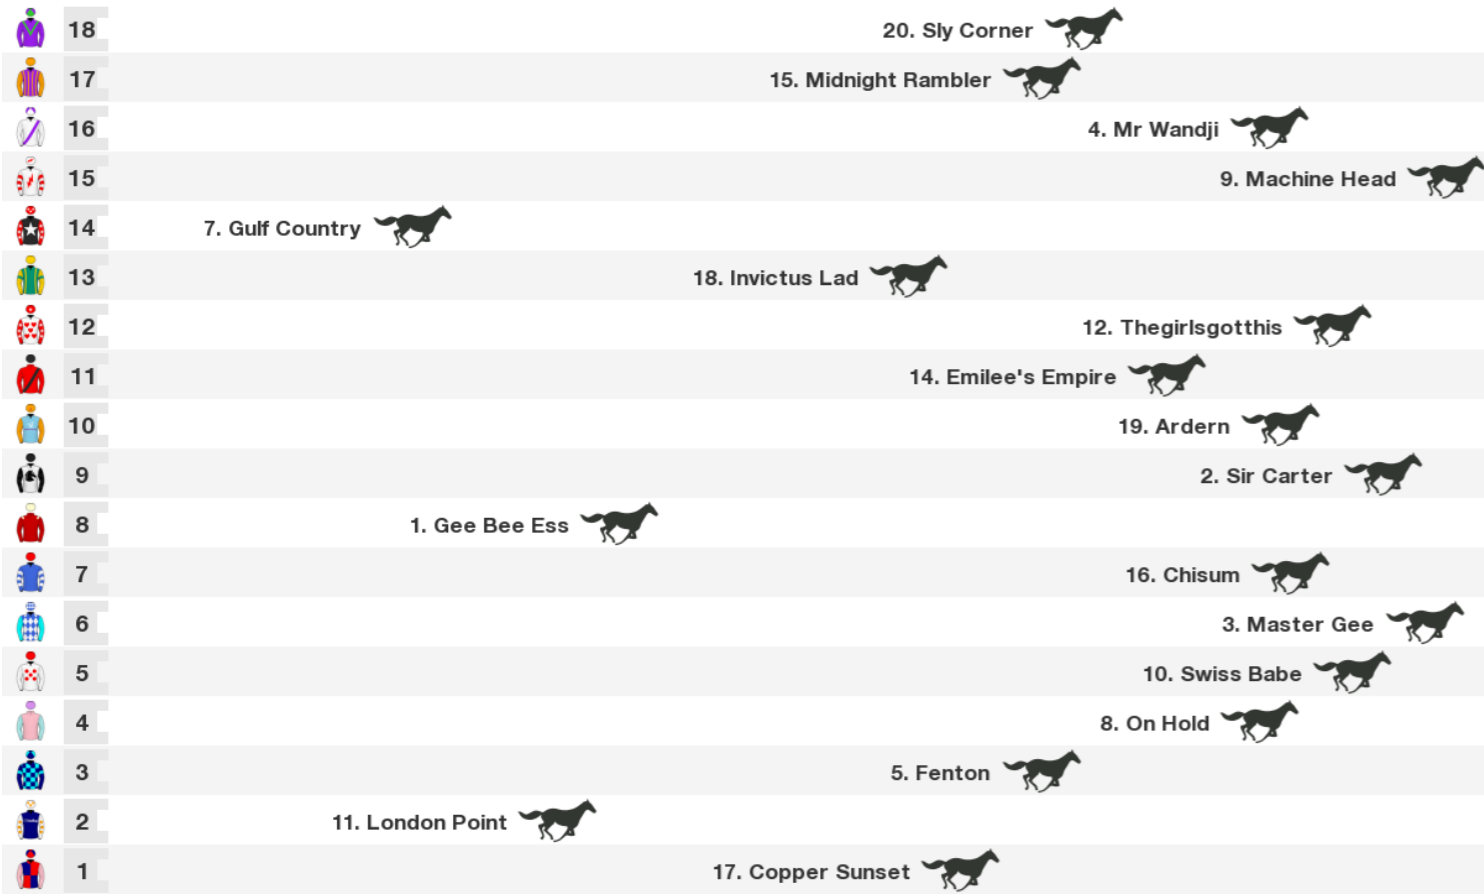 18 20. Sly Corner
17 15. Midnight Rambler
16 4. Mr Wandji
15 9. Machine Head
14 7. Gulf Country
13 18. Invictus Lad
12 12. Thegirlsgotthis
11 14. Emilee's Empire
10 19. Ardern
9 2. Sir Carter
8 1. Gee Bee Ess
7 16. Chisum
6 3. Master Gee
5 10. Swiss Babe
4 8. On Hold
3 5. Fenton
2 11. London Point
1 17. Copper Sunset